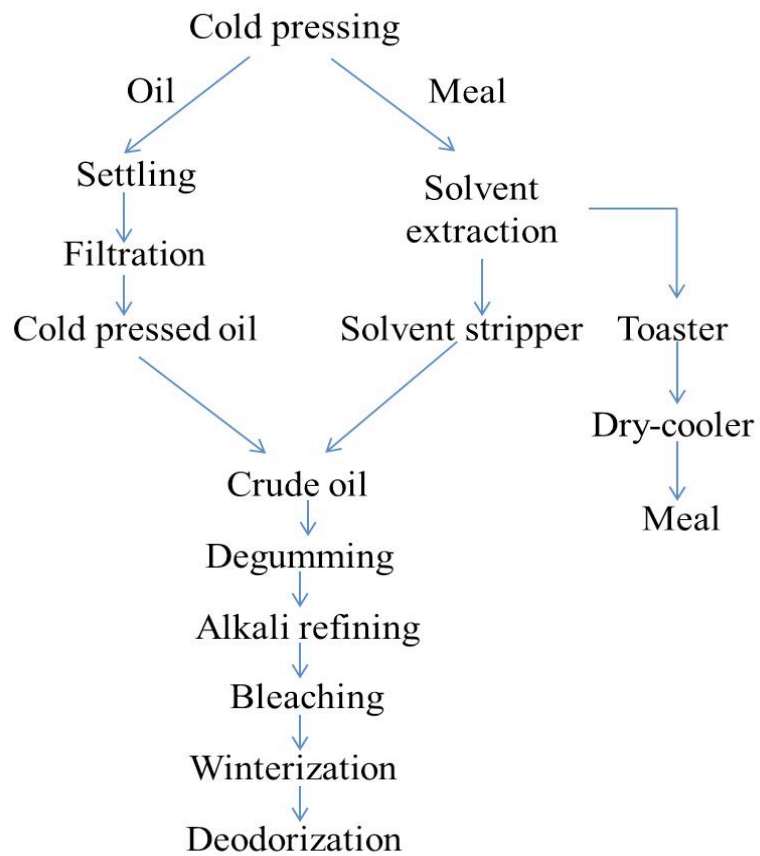 Cold pressing
Oil
Meal
Settling
Solvent
extraction
Filtration
Cold pressed oil
Solvent stripper
Toaster
Dry-cooler
Meal
Crude oil
Degumming
Alkali refining
Bleaching
Winterization
Deodorization